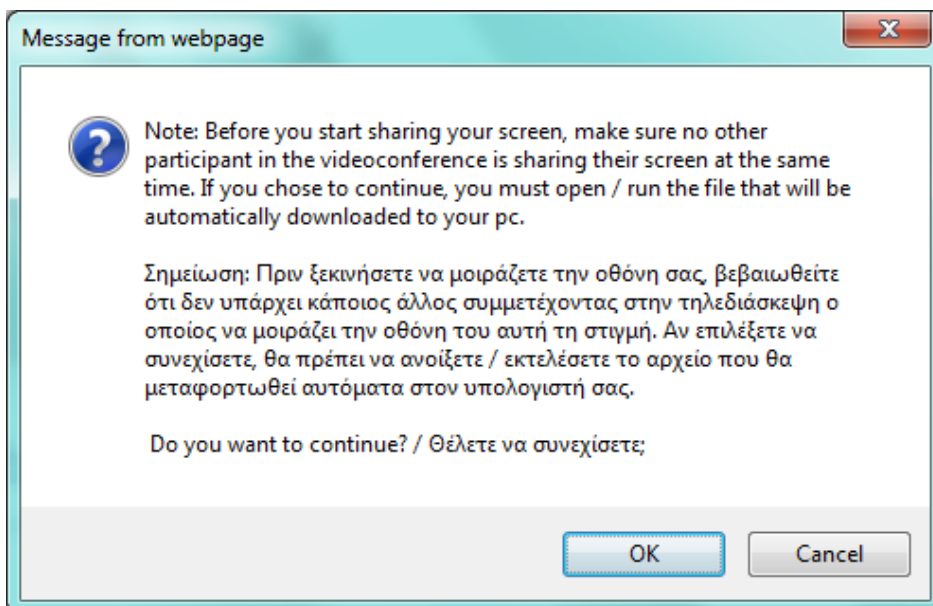 Message from webpage
Note: Before you start sharing your screen, make sure no other
participant in the videoconference is sharing their screen at the same
time. If you chose to continue, you must open / run the file that will be
automatically downloaded to your pc.
Σημείωση: Πριν ξεκινήσετε να μοιράζετε την οθόνη σας, βεβαιωθείτε
ότι δεν υπάρχει κάποιος άλλος συμμετέχοντας στην τηλεδιάσκεψη ο
οποίος να μοιράζει την οθόνη του αυτή τη στιγμή. Αν επιλέξετε να
συνεχίσετε, θα πρέπει να ανοίξετε / εκτελέσετε το αρχείο που θα
μεταφορτωθεί αυτόματα στον υπολογιστή σας.
Do you want to continue? / Θέλετε να συνεχίσετε;
OK Cancel